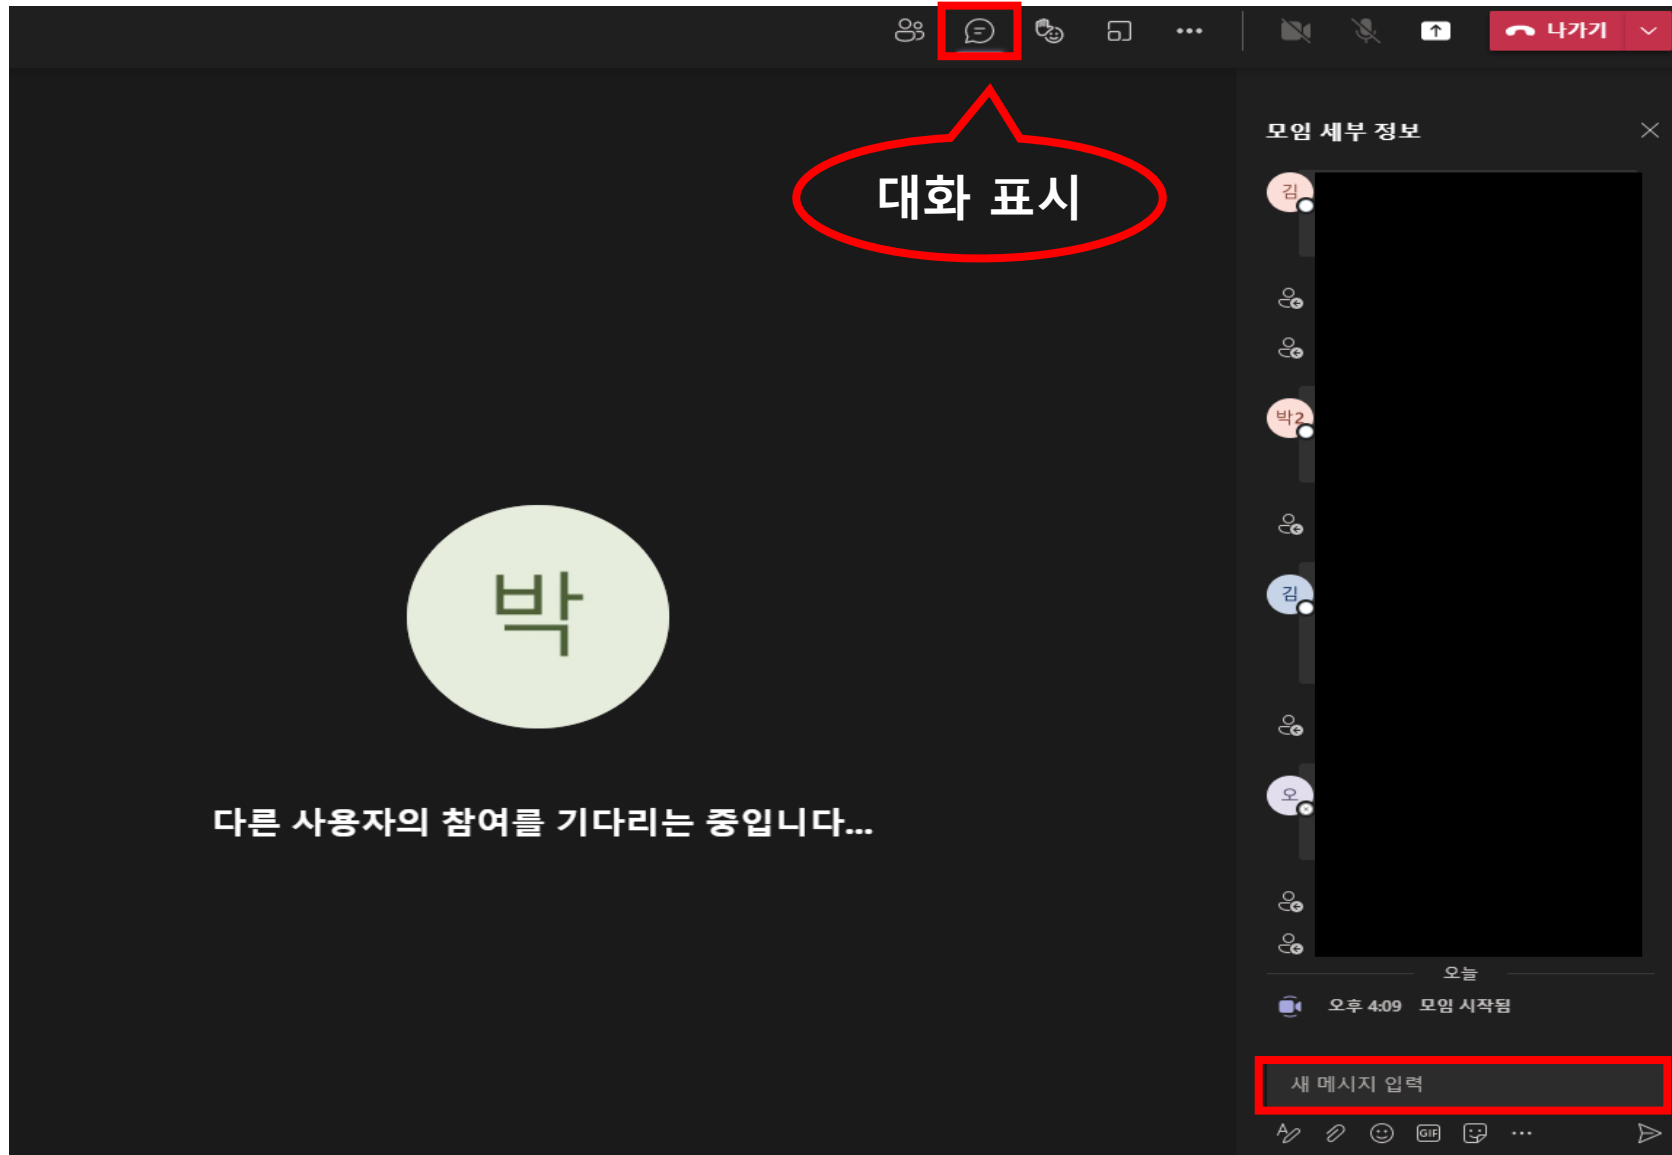 나가기
대화 표시
모임 세부 정보
김
박2
김
박
오
다른 사용자의 참여를 기다리는 중입니다...
오늘
오후 4:09 모임 시작됨
새 메시지 입력
GIF